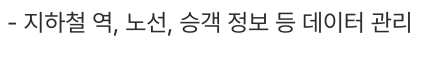 - 지하철 역, 노선, 승객 정보 등 데이터 관리